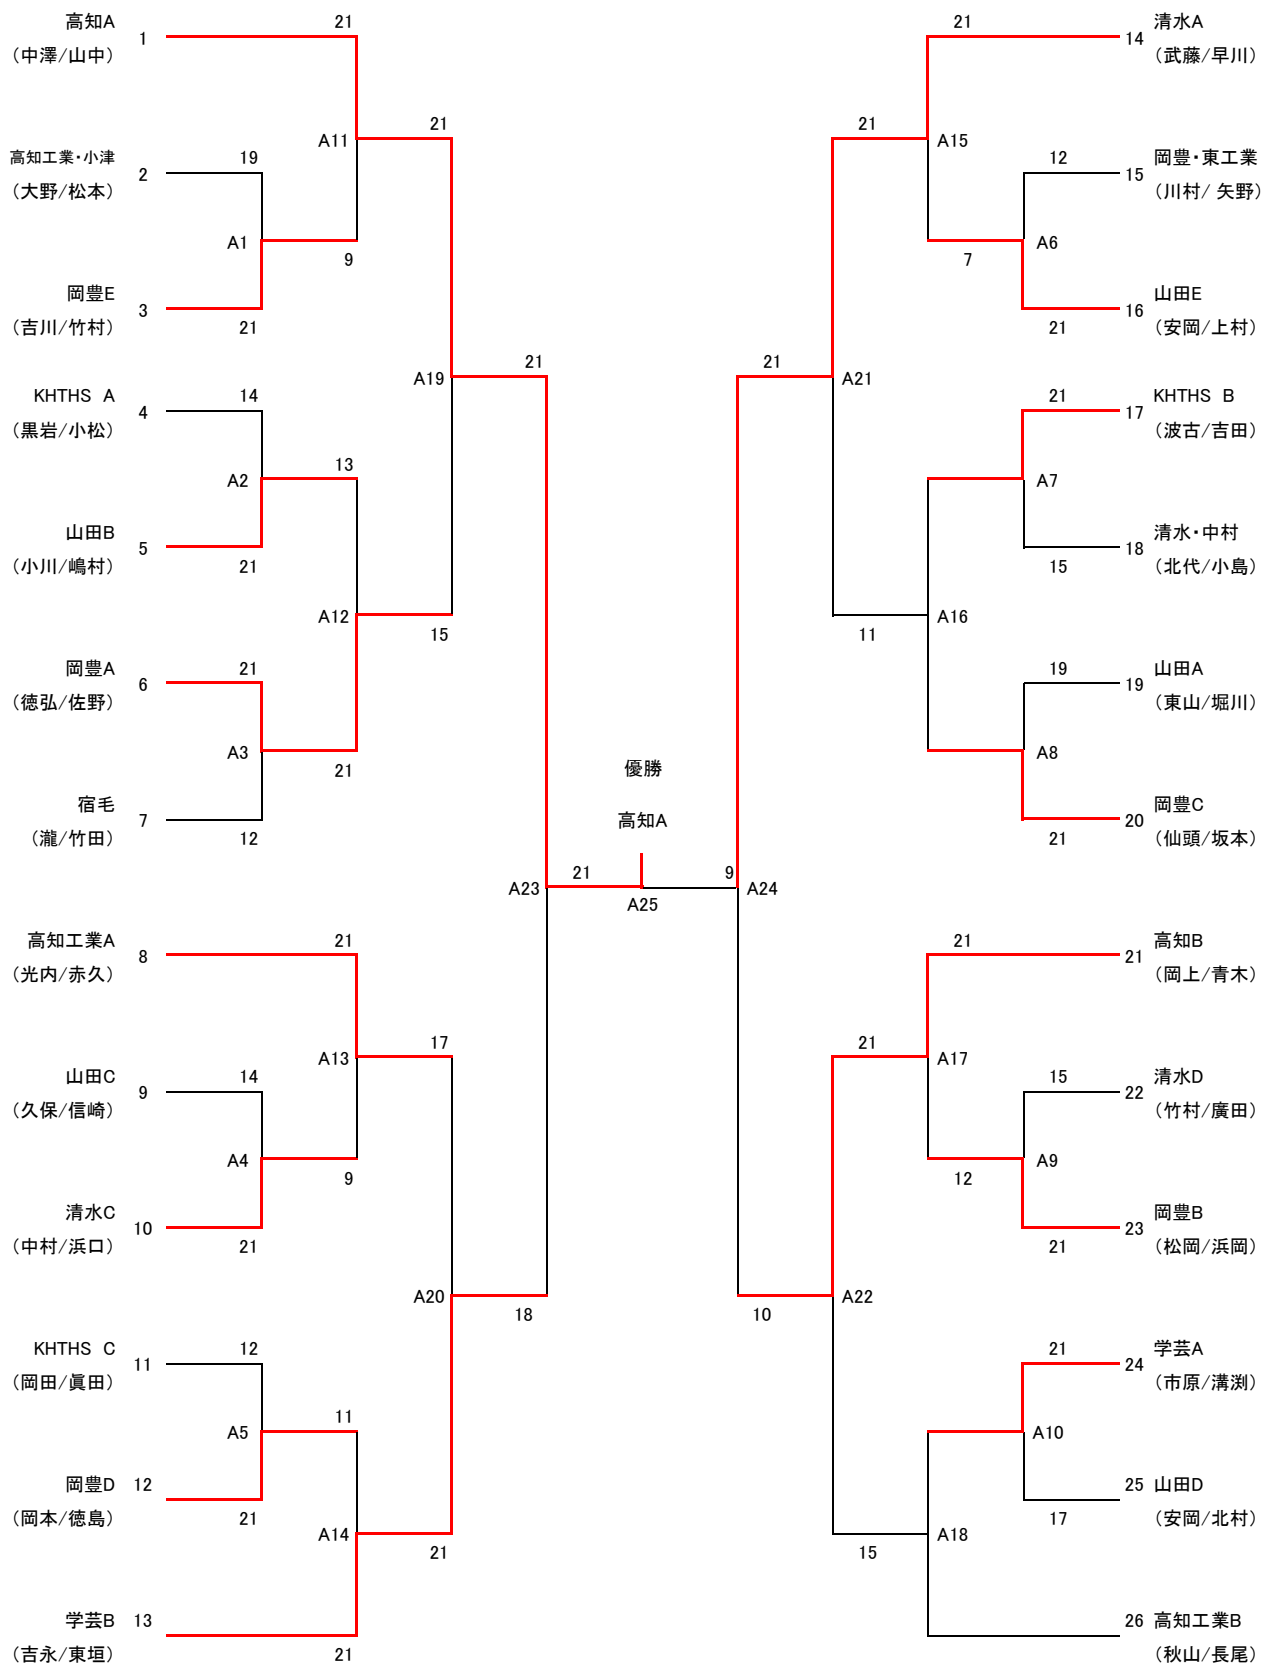 高知A
1
(中澤/山中)
21
高知工業・小津
2
(大野/松本)
19
A1
A11
21
9
岡豊E
3
(吉川/竹村)
21
A19
21
KHTHS A
4
(黒岩/小松)
14
A2
13
山田B
5
(小川/嶋村)
21
A12
15
岡豊A
6
(徳弘/佐野)
21
A3
21
宿毛
7
(瀧/竹田)
12
優勝
高知A
A23
21
A25
9
A24
高知工業A
8
(光内/赤久)
21
A13
17
山田C
9
(久保/信崎)
14
A4
9
清水C
10
(中村/浜口)
21
A20
18
KHTHS C
11
(岡田/眞田)
12
A5
11
岡豊D
12
(岡本/徳島)
21
A14
21
学芸B
13
(吉永/東垣)
21
21
清水A
14
(武藤/早川)
21
A15
12
岡豊・東工業
15
(川村/ 矢野)
A6
7
山田E
16
(安岡/上村)
21
21
A21
21
KHTHS B
17
(波古/吉田)
A7
清水・中村
18
(北代/小島)
15
11
A16
19
山田A
19
(東山/堀川)
A8
岡豊C
20
(仙頭/坂本)
21
21
高知B
21
(岡上/青木)
21
A17
15
清水D
22
(竹村/廣田)
A9
12
岡豊B
23
(松岡/浜岡)
21
10
A22
21
学芸A
24
(市原/溝渕)
A10
25
山田D
(安岡/北村)
17
15
A18
26
高知工業B
(秋山/長尾)